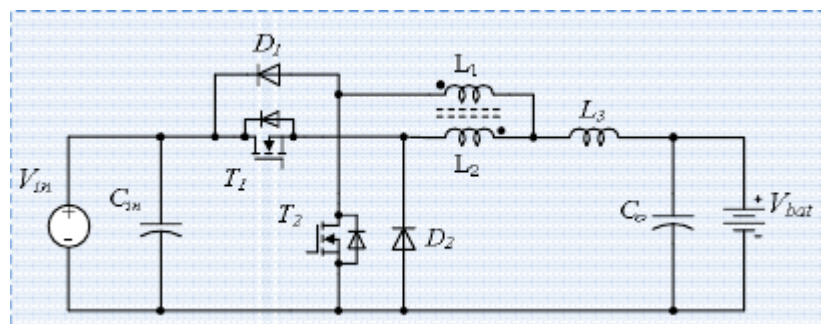 D1
L1
L3
L2
T1
Vin
Cin
T2
D2
Co
+
Vbat
-
+
-